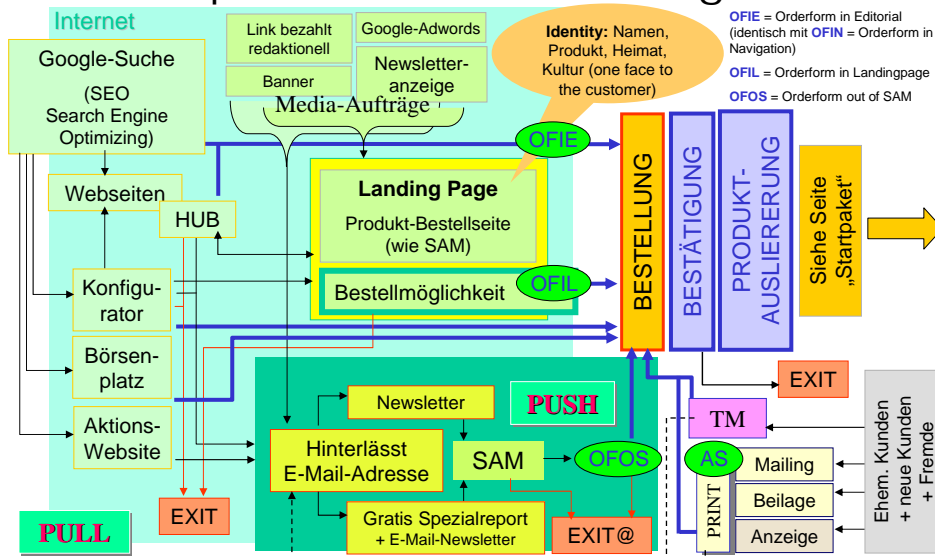 Internet
Google-Suche
(SEO
Search Engine
Optimizing)
Link bezahlt
redaktionell
Google-Adwords
Banner
Newsletter-
anzeige
Media-Aufträge
Identity: Namen,
Produkt, Heimat,
Kultur (one face to
the customer)
OFIE = Orderform in Editorial
(identisch mit OFIN = Orderform in
Navigation)
OFIL = Orderform in Landingpage
OFOS = Orderform out of SAM
OFIE
Webseiten
HUB
Landing Page
Produkt-Bestellseite
(wie SAM)
Bestellmöglichkeit
OFIL
Konfigu-
rator
Börsen-
platz
Aktions-
Website
BESTELLUNG
BESTÄTIGUNG
PRODUKT-
AUSLIERERUNG
Siehe Seite
„Startpaket“
EXIT
Newsletter
PUSH
Hinterlässt
E-Mail-Adresse
SAM
OFOS
Gratis Spezialreport
+ E-Mail-Newsletter
EXIT@
TM
AS
PRINT
Mailing
Beilage
Anzeige
Ehem. Kunden
+ neue Kunden
+ Fremde
PULL
EXIT